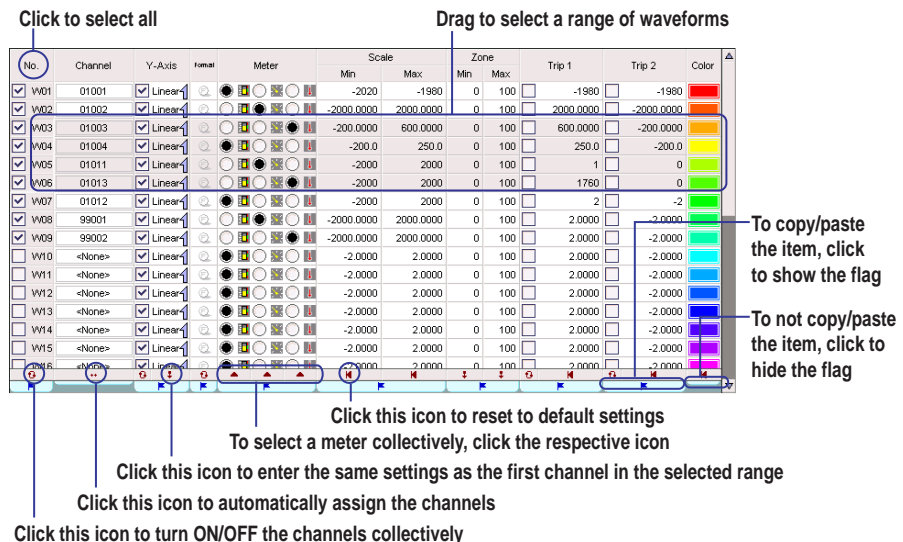 Click to select all
Drag to select a range of waveforms
No. Channel Y-Axis Format Meter Scale Zone Trip 1 Trip 2 Color
Min Max Min Max
W01 01001 Linear -2020 -1980 0 100 -1980 -1980
W02 01002 Linear -2000.0000 2000.0000 0 100 2000.0000 -2000.0000
W03 01003 Linear -200.0000 600.0000 0 100 600.0000 -200.0000
W04 01004 Linear -200.0 250.0 0 100 250.0 -200.0
W05 01011 Linear -2000 2000 0 100 1 0
W06 01013 Linear -2000 2000 0 100 1760 0
W07 01012 Linear -2000 2000 0 100 2 -2
W08 99001 Linear -2000.0000 2000.0000 0 100 2.0000 -2.0000
W09 99002 Linear -2000.0000 2000.0000 0 100 2.0000 -2.0000
W10 <None> Linear -2.0000 2.0000 0 100 2.0000 -2.0000
W11 <None> Linear -2.0000 2.0000 0 100 2.0000 -2.0000
W12 <None> Linear -2.0000 2.0000 0 100 2.0000 -2.0000
W13 <None> Linear -2.0000 2.0000 0 100 2.0000 -2.0000
W14 <None> Linear -2.0000 2.0000 0 100 2.0000 -2.0000
W15 <None> Linear -2.0000 2.0000 0 100 2.0000 -2.0000
W16 <None> Linear -2.0000 2.0000 0 100 2.0000 -2.0000
To copy/paste
the item, click
to show the flag
To not copy/paste
the item, click to
hide the flag
Click this icon to reset to default settings
To select a meter collectively, click the respective icon
Click this icon to enter the same settings as the first channel in the selected range
Click this icon to automatically assign the channels
Click this icon to turn ON/OFF the channels collectively